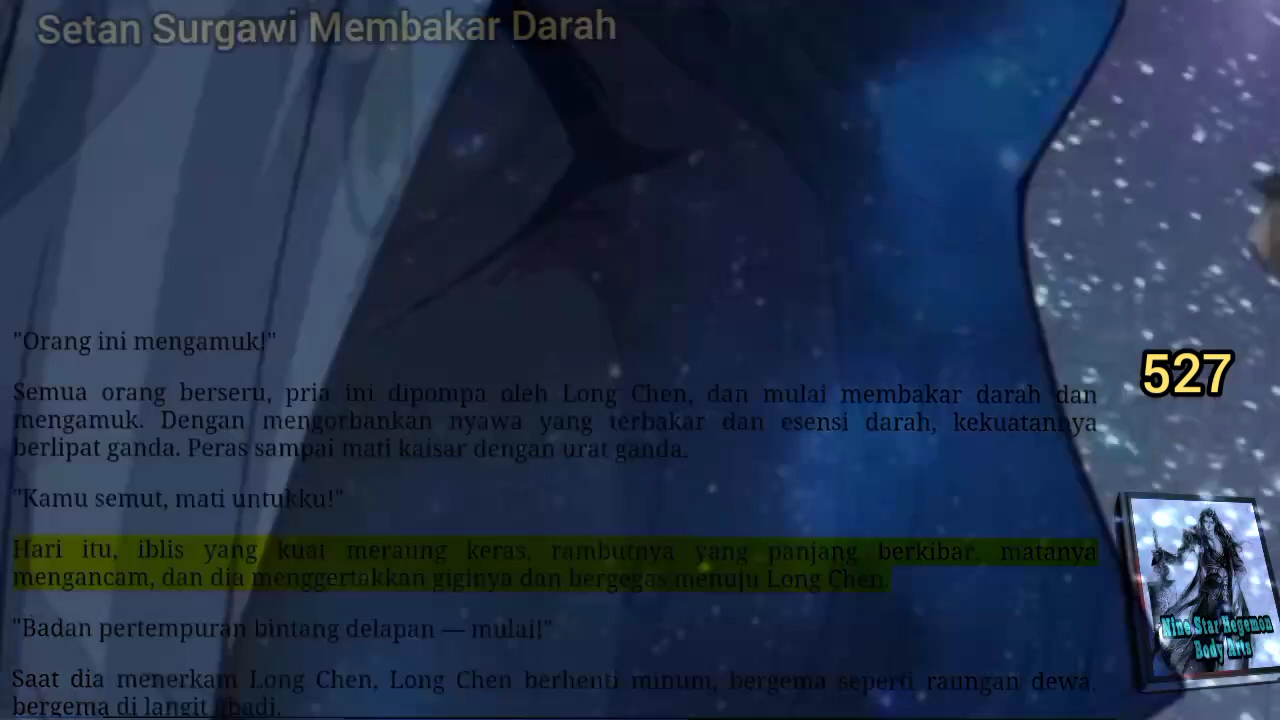 Setan Surgawi Membakar Darah
"Orang ini mengamuk!"
Semua orang berseru, pria ini dipompa oleh Long Chen, dan mulai membakar darah dan
mengamuk. Dengan mengorbankan nyawa yang terbakar dan esensi darah, kekuatannya
berlipat ganda. Peras sampai mati kaisar dengan urat ganda.
527
"Kamu semut, mati untukku!"
Hari itu, iblis yang kuat meraung keras, rambutnya yang panjang berkibar, matanya
mengancam, dan dia menggertakkan giginya dan bergegas menuju Long Chen.
"Badan pertempuran bintang delapan — mulai!"
Nine Star Hegemon
Body Arts
Saat dia menerkam Long Chen, Long Chen berhenti minum, bergema seperti raungan dewa,
bergema di langit abadi.